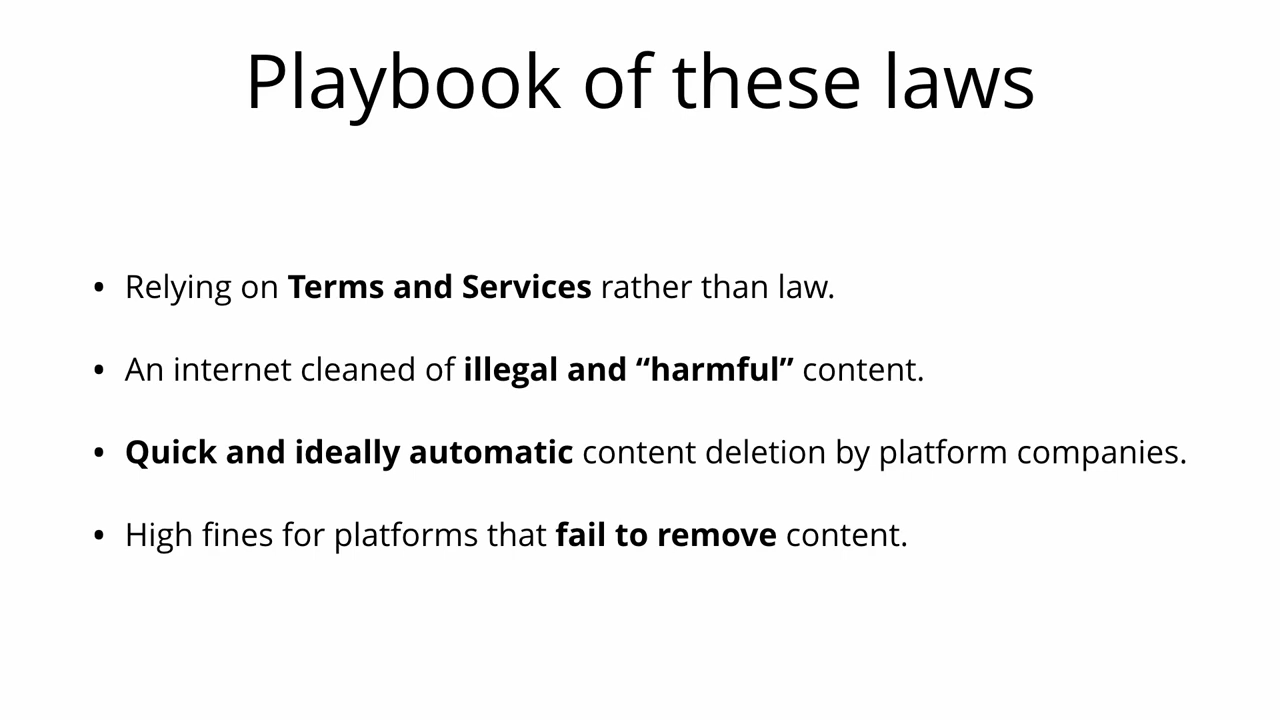 Playbook of these laws
• Relying on Terms and Services rather than law.
• An internet cleaned of illegal and “harmful” content.
• Quick and ideally automatic content deletion by platform companies.
• High fines for platforms that fail to remove content.